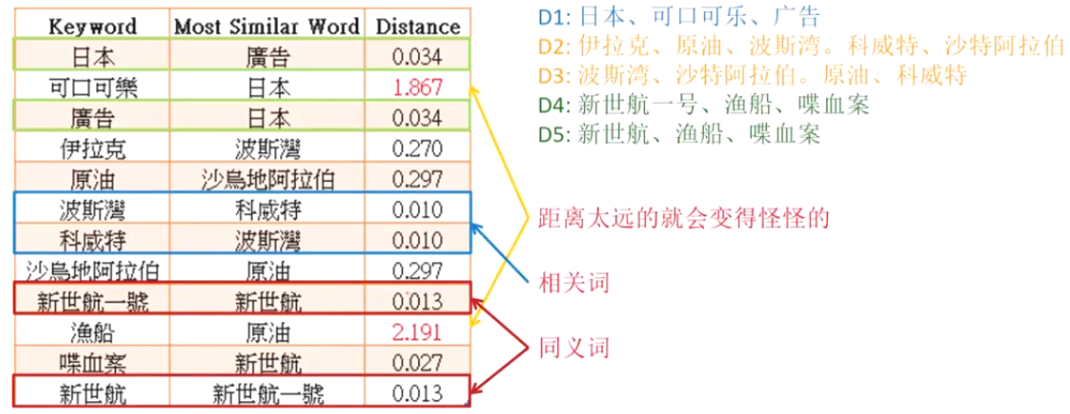 Keyword Most Similar Word Distance
日本 廣告 0.034
可口可樂 日本 1.867
廣告 日本 0.034
伊拉克 波斯灣 0.270
原油 沙烏地阿拉伯 0.297
波斯灣 科威特 0.010
科威特 波斯灣 0.010
沙烏地阿拉伯 原油 0.297
新世航一號 新世航 0.013
漁船 原油 2.191
喋血案 新世航 0.027
新世航 新世航一號 0.013
D1: 日本、可口可乐、广告
D2: 伊拉克、原油、波斯湾。科威特、沙特阿拉伯
D3: 波斯湾、沙特阿拉伯。原油、科威特
D4: 新世航一号、渔船、喋血案
D5: 新世航、渔船、喋血案
距离太远的就会变得怪怪的
相关词
同义词